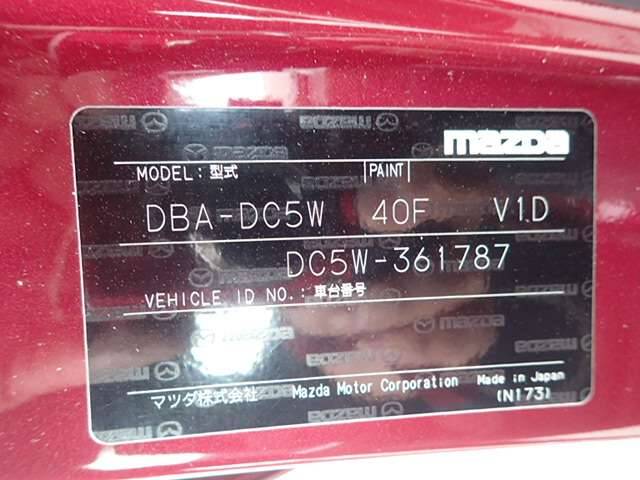 mazda
MODEL:型式 PAINT
DBA-DC5W 40F V1.D
DC5W-361787
VEHICLE ID NO.:車台番号
マツダ株式会社 Mazda Motor Corporation Made in Japan
(N173)